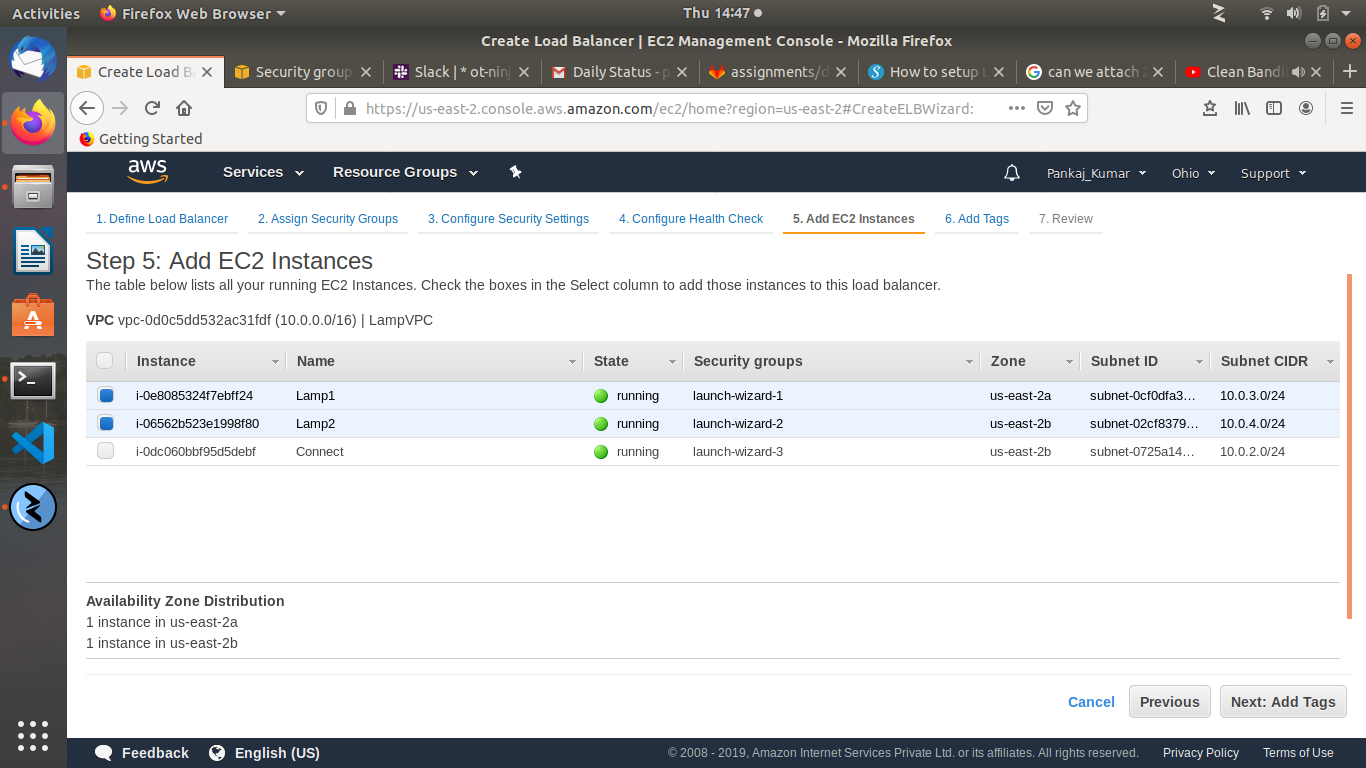 Activities Firefox Web Browser Thu 14:47
Create Load Balancer | EC2 Management Console - Mozilla Firefox
Create Load Ba Security group Slack | * ot-ninj Daily Status - p assignments/d How to setup L can we attach 2 Clean Bandi
https://us-east-2.console.aws.amazon.com/ec2/home?region=us-east-2#CreateELBWizard:
Getting Started
aws Services Resource Groups Pankaj_Kumar Ohio Support
1. Define Load Balancer 2. Assign Security Groups 3. Configure Security Settings 4. Configure Health Check 5. Add EC2 Instances 6. Add Tags 7. Review
Step 5: Add EC2 Instances
The table below lists all your running EC2 Instances. Check the boxes in the Select column to add those instances to this load balancer.
VPC vpc-0d0c5dd532ac31fdf (10.0.0.0/16) | LampVPC
Instance Name State Security groups Zone Subnet ID Subnet CIDR
i-0e8085324f7ebff24 Lamp1 running launch-wizard-1 us-east-2a subnet-0cf0dfa3… 10.0.3.0/24
i-06562b523e1998f80 Lamp2 running launch-wizard-2 us-east-2b subnet-02cf8379… 10.0.4.0/24
i-0dc060bbf95d5debf Connect running launch-wizard-3 us-east-2b subnet-0725a14… 10.0.2.0/24
Availability Zone Distribution
1 instance in us-east-2a
1 instance in us-east-2b
Cancel Previous Next: Add Tags
Feedback English (US) © 2008 - 2019, Amazon Internet Services Private Ltd. or its affiliates. All rights reserved. Privacy Policy Terms of Use